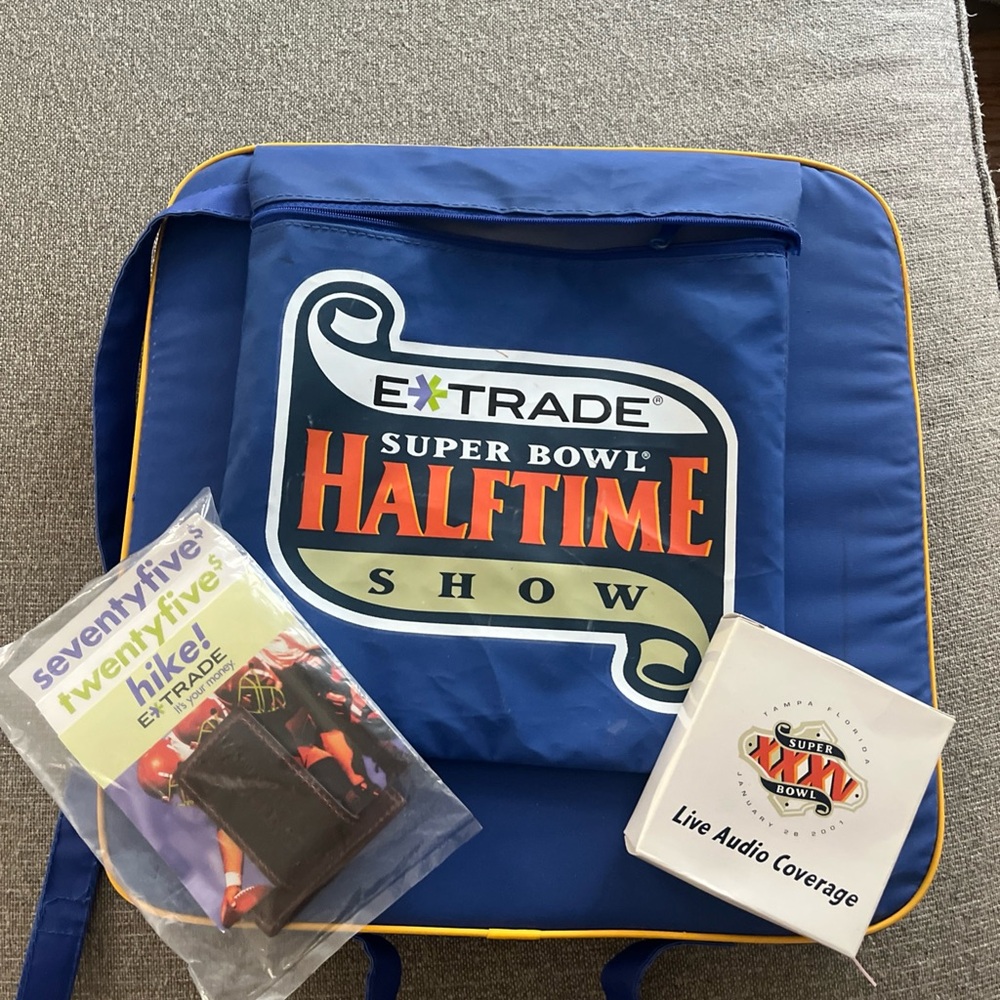 E*TRADE®
SUPER BOWL®
HALFTIME
SHOW
seventyfive$
twentyfive$
hike!
E*TRADE
It's your money.
TAMPA FLORIDA
SUPER
XXXV
BOWL
JANUARY 28 2001
Live Audio Coverage